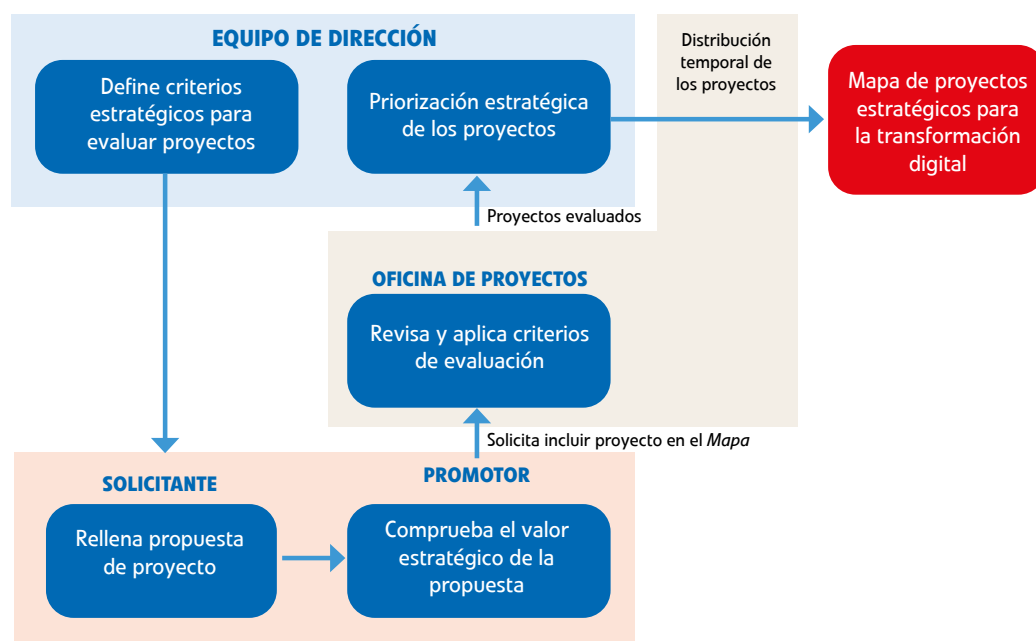 EQUIPO DE DIRECCIÓN
Define criterios
estratégicos para
evaluar proyectos
Priorización estratégica
de los proyectos
Distribución
temporal de
los proyectos
Mapa de proyectos
estratégicos para
la transformación
digital
Proyectos evaluados
OFICINA DE PROYECTOS
Revisa y aplica criterios
de evaluación
Solicita incluir proyecto en el Mapa
SOLICITANTE
Rellena propuesta
de proyecto
PROMOTOR
Comprueba el valor
estratégico de la
propuesta